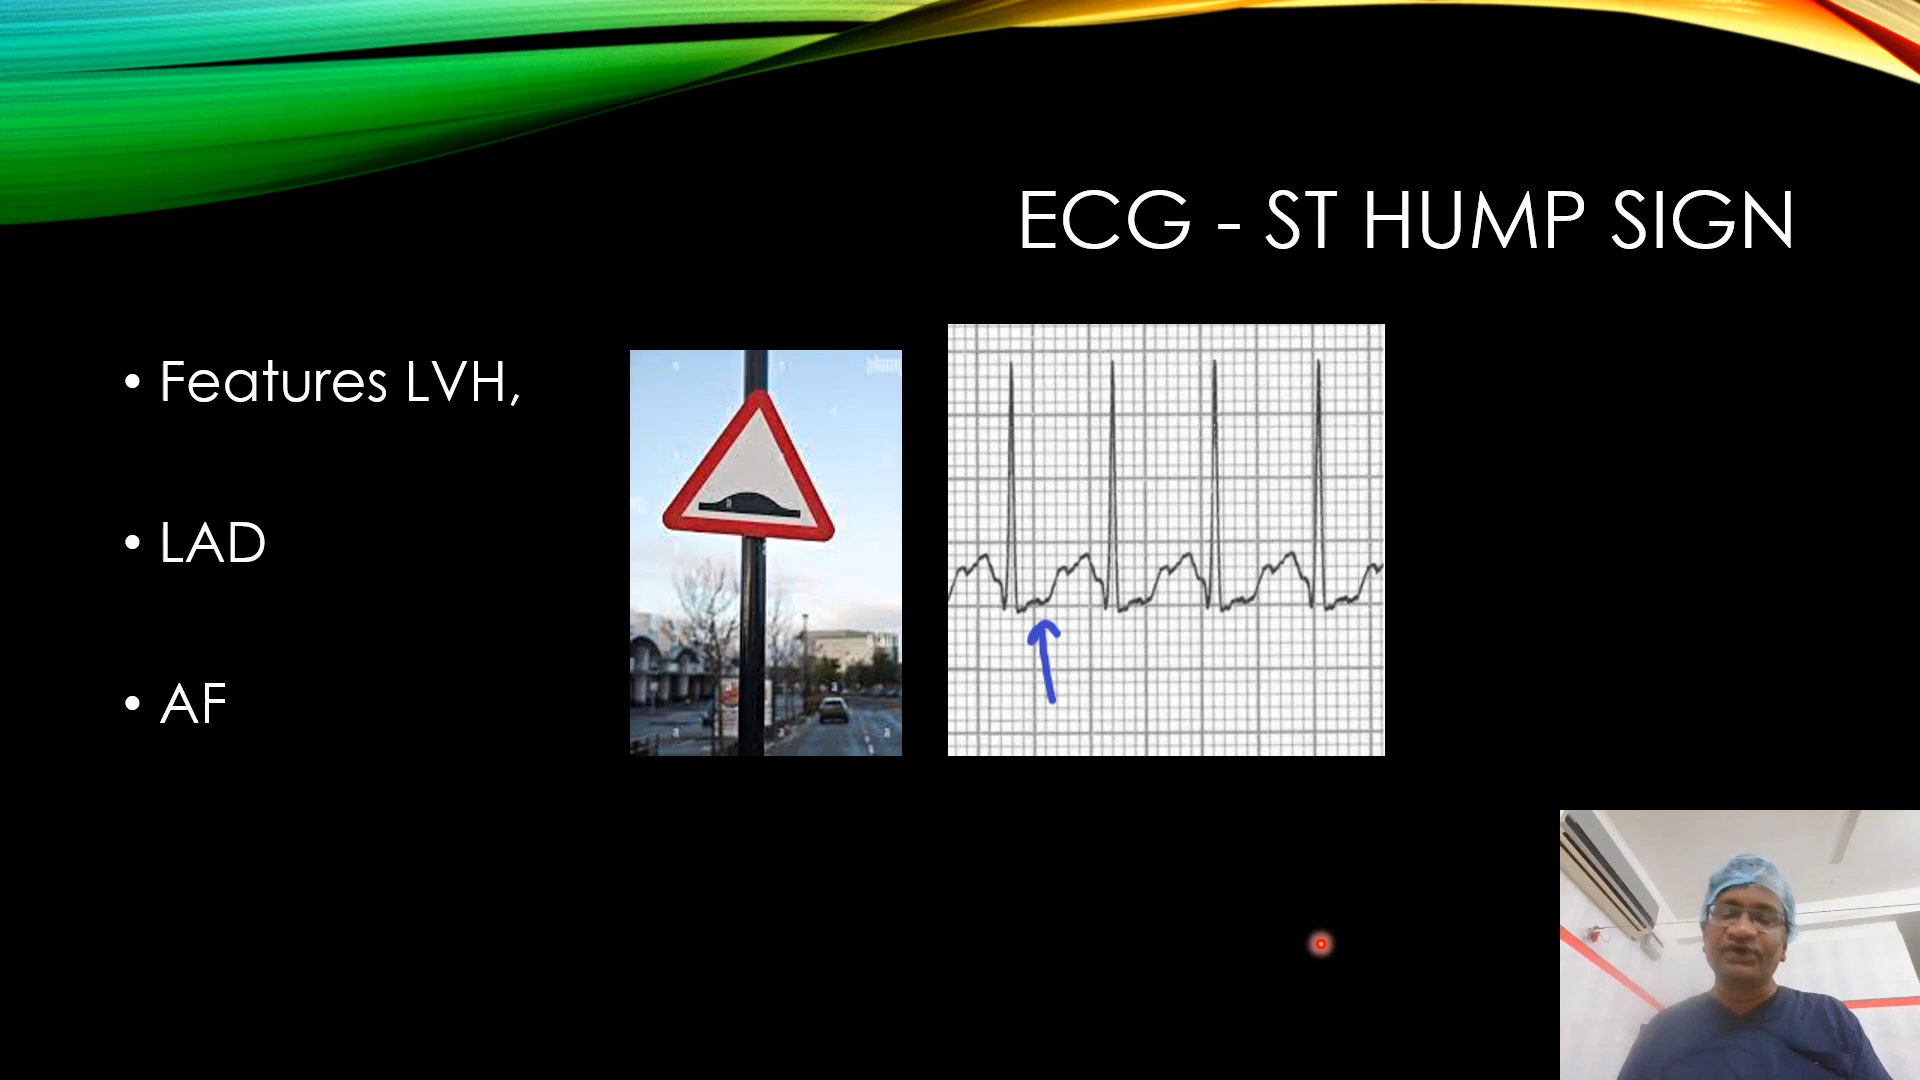 ECG - ST HUMP SIGN
• Features LVH,
• LAD
• AF